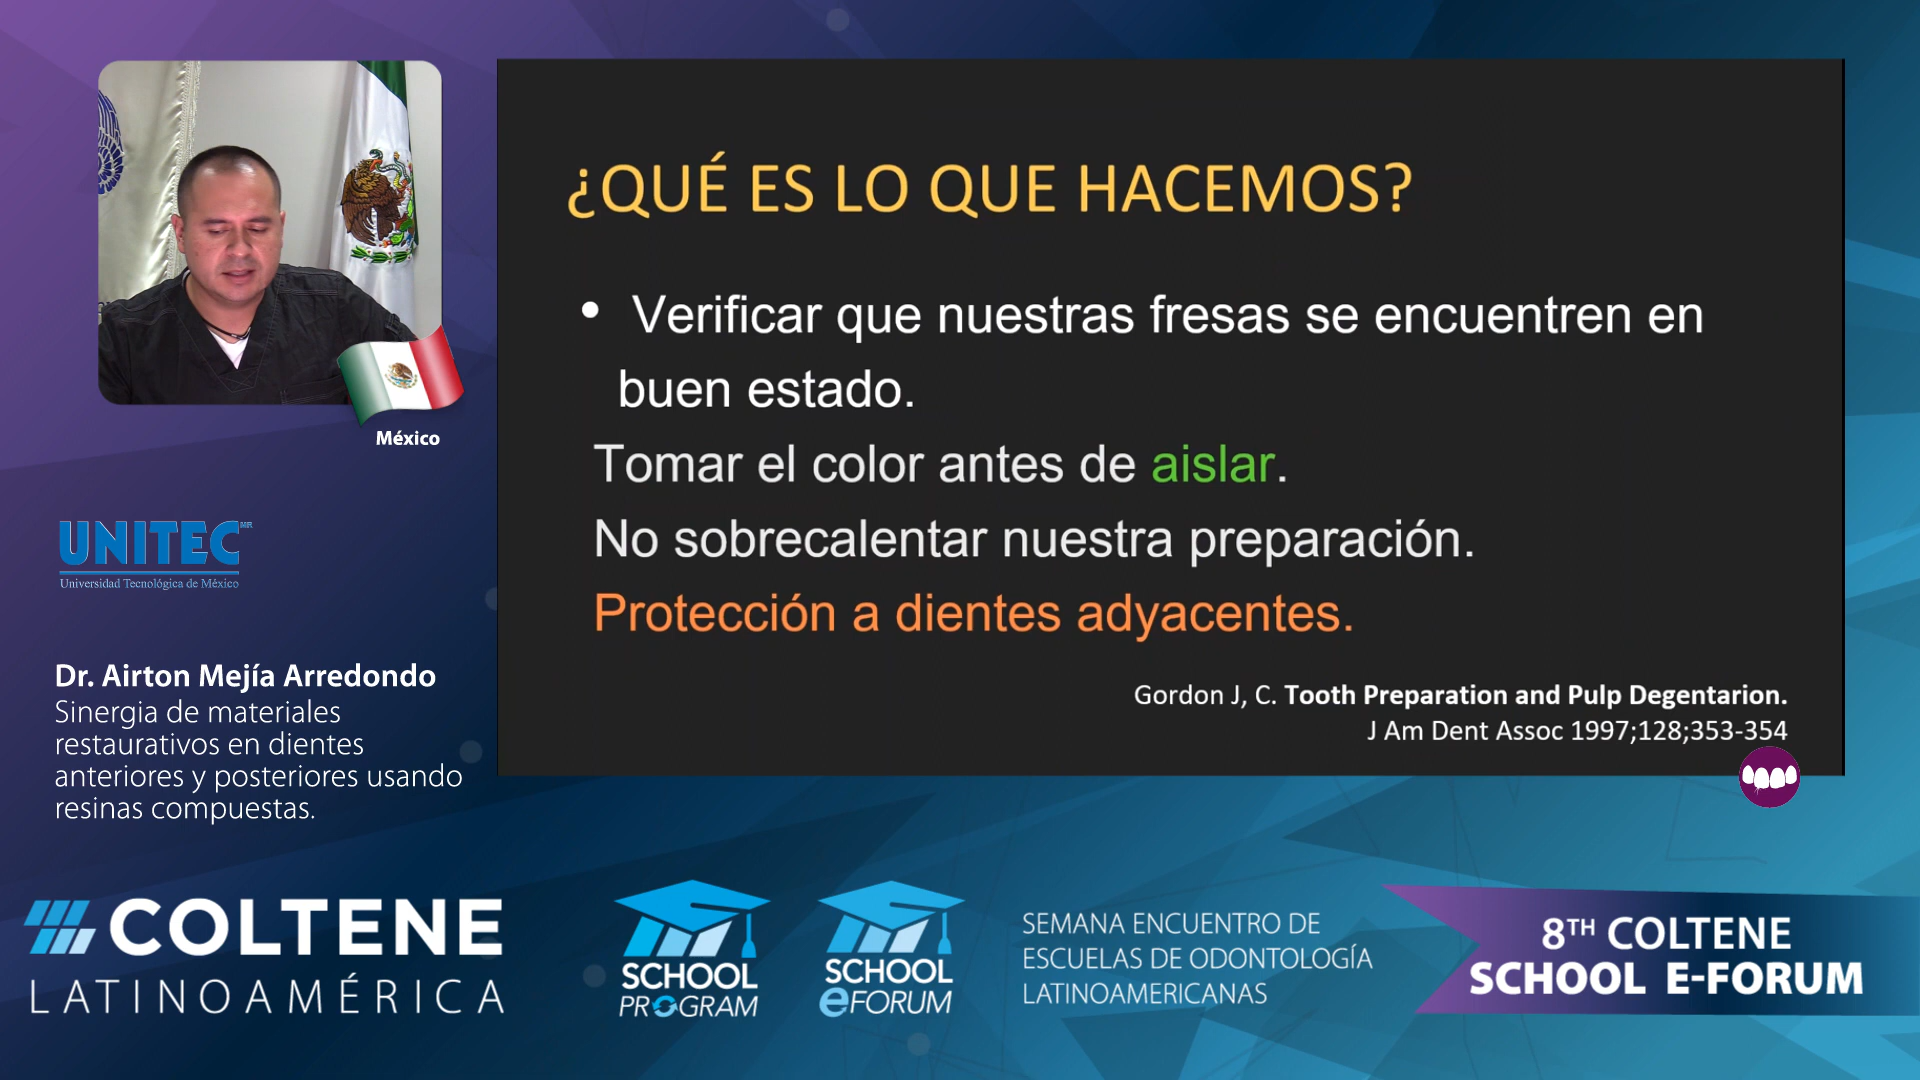 ¿QUÉ ES LO QUE HACEMOS?
• Verificar que nuestras fresas se encuentren en
buen estado.
Tomar el color antes de aislar.
No sobrecalentar nuestra preparación.
Protección a dientes adyacentes.
Gordon J, C. Tooth Preparation and Pulp Degentarion.
J Am Dent Assoc 1997;128;353-354
México
UNITEC MR
Universidad Tecnológica de México
Dr. Airton Mejía Arredondo
Sinergia de materiales
restaurativos en dientes
anteriores y posteriores usando
resinas compuestas.
COLTENE
LATINOAMÉRICA
SCHOOL
PROGRAM
SCHOOL
eFORUM
SEMANA ENCUENTRO DE
ESCUELAS DE ODONTOLOGÍA
LATINOAMERICANAS
8TH COLTENE
SCHOOL E-FORUM